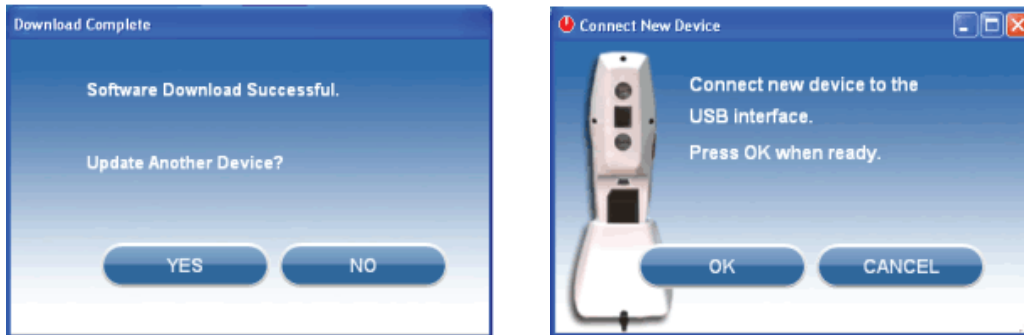 Download Complete
Software Download Successful.
Update Another Device?
YES
NO
Connect New Device
Connect new device to the
USB interface.
Press OK when ready.
OK
CANCEL